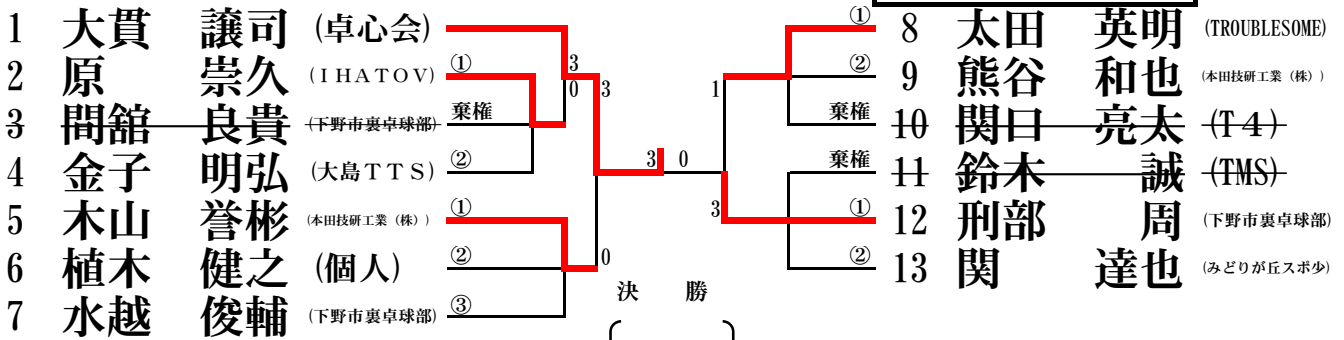 1 大貫 譲司 (卓心会)
2 原 崇久 (ＩＨＡＴＯＶ) ①
3 間舘 良貴 (下野市裏卓球部) 棄権
4 金子 明弘 (大島ＴＴＳ) ②
5 木山 誉彬 (本田技研工業（株）) ①
6 植木 健之 (個人) ②
7 水越 俊輔 (下野市裏卓球部) ③
3
0 3
0
3 0
1
3
決 勝
① 8 太田 英明 (TROUBLESOME)
② 9 熊谷 和也 (本田技研工業（株）)
棄権 10 関口 亮太 (T４)
棄権 11 鈴木 誠 (TMS)
① 12 刑部 周 (下野市裏卓球部)
② 13 関 達也 (みどりが丘スポ少)